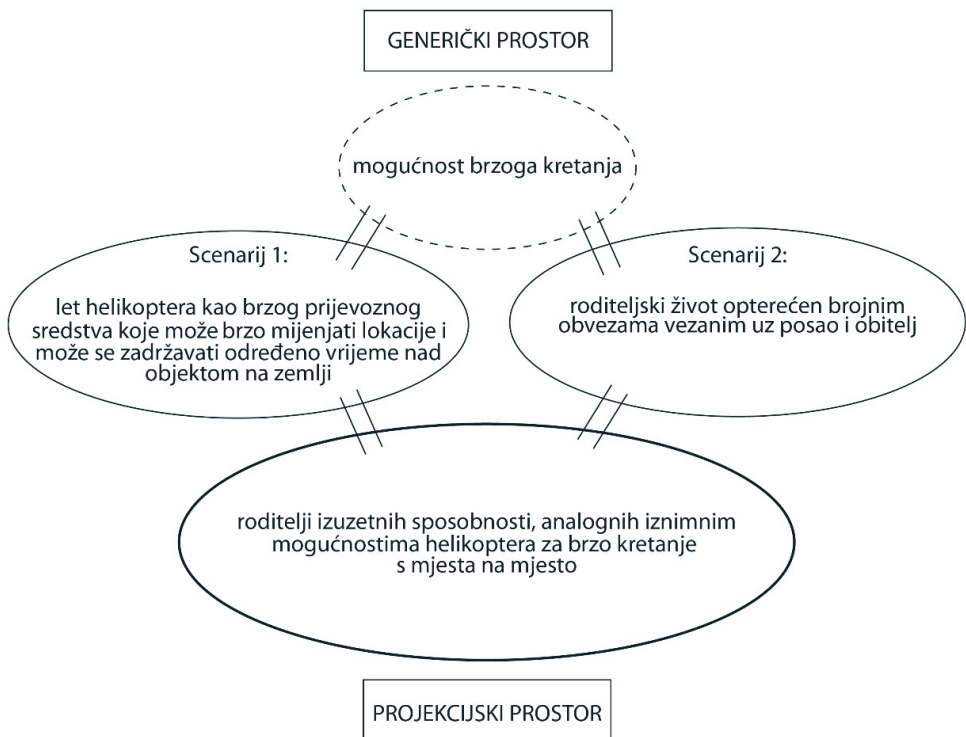 GENERIČKI PROSTOR
mogućnost brzoga kretanja
Scenarij 1:
let helikoptera kao brzog prijevoznog
sredstva koje može brzo mijenjati lokacije i
može se zadržavati određeno vrijeme nad
objektom na zemlji
Scenarij 2:
roditeljski život opterećen brojnim
obvezama vezanim uz posao i obitelj
roditelji izuzetnih sposobnosti, analognih iznimnim
mogućnostima helikoptera za brzo kretanje
s mjesta na mjesto
PROJEKCIJSKI PROSTOR